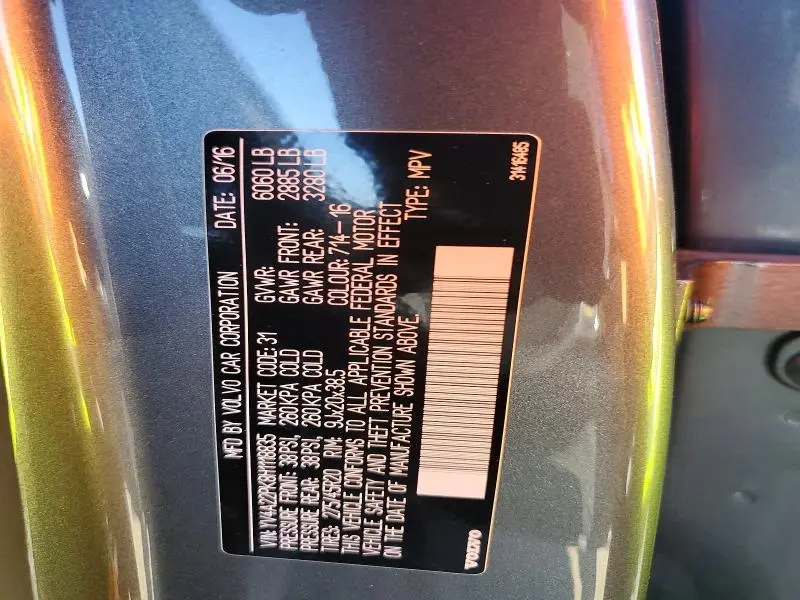 MFD BY VOLVO CAR CORPORATION DATE: 06/16
VIN: YV4A22PK8H1118835 MARKET CODE: 31 GVWR: 6060 LB
PRESSURE FRONT: 38PSI, 260KPA COLD GAWR FRONT: 2885 LB
PRESSURE REAR: 38PSI, 260KPA COLD GAWR REAR: 3280 LB
TIRES: 275/45R20 RIM: 9Jx20x38.5 COLOUR: 714-16
THIS VEHICLE CONFORMS TO ALL APPLICABLE FEDERAL MOTOR
VEHICLE SAFETY AND THEFT PREVENTION STANDARDS IN EFFECT
ON THE DATE OF MANUFACTURE SHOWN ABOVE. TYPE: MPV
VOLVO 31416485